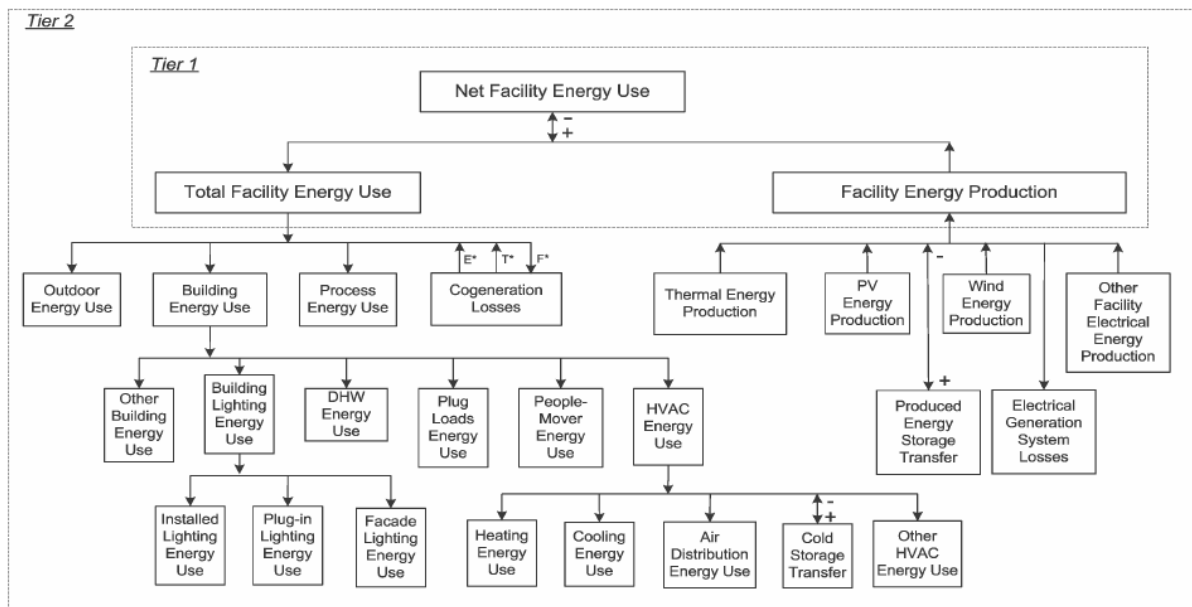 Tier 2
Tier 1
Net Facility Energy Use
-
+
Total Facility Energy Use
Facility Energy Production
E*
T*
F*
-
Outdoor
Energy Use
Building
Energy Use
Process
Energy Use
Cogeneration
Losses
Thermal Energy
Production
PV
Energy
Production
Wind
Energy
Production
Other
Facility
Electrical
Energy
Production
+
Other
Building
Energy
Use
Building
Lighting
Energy
Use
DHW
Energy
Use
Plug
Loads
Energy
Use
People-
Mover
Energy
Use
HVAC
Energy
Use
Produced
Energy
Storage
Transfer
Electrical
Generation
System
Losses
-
+
Installed
Lighting
Energy
Use
Plug-in
Lighting
Energy
Use
Facade
Lighting
Energy
Use
Heating
Energy
Use
Cooling
Energy
Use
Air
Distribution
Energy Use
Cold
Storage
Transfer
Other
HVAC
Energy Use